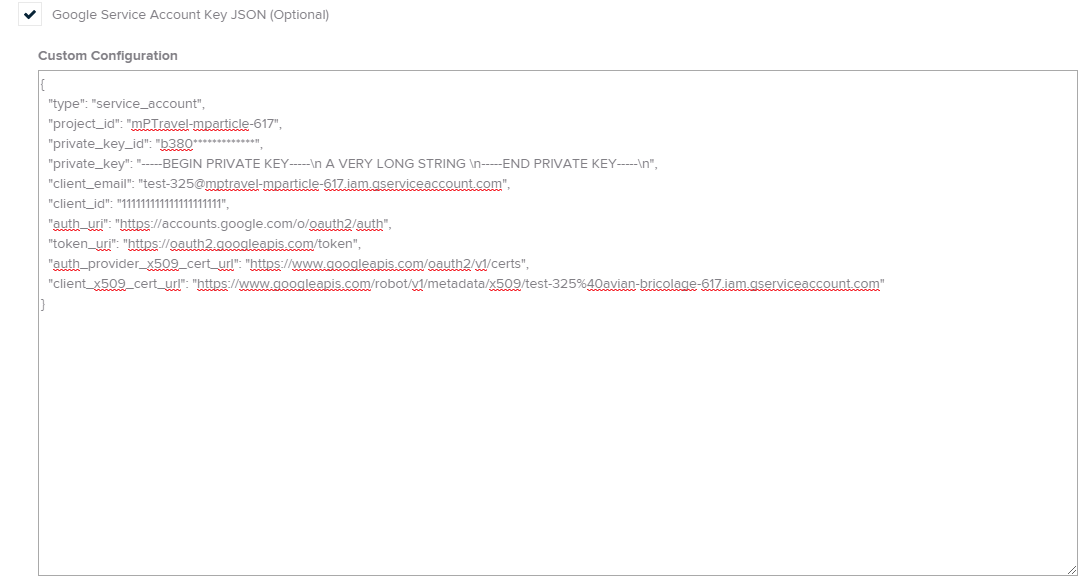 Google Service Account Key JSON (Optional)
Custom Configuration
{
"type": "service_account",
"project_id": "mPTravel-mparticle-617",
"private_key_id": "b380*************",
"private_key": "-----BEGIN PRIVATE KEY-----\n A VERY LONG STRING \n-----END PRIVATE KEY-----\n",
"client_email": "test-325@mptravel-mparticle-617.iam.gserviceaccount.com",
"client_id": "111111111111111111111",
"auth_uri": "https://accounts.google.com/o/oauth2/auth",
"token_uri": "https://oauth2.googleapis.com/token",
"auth_provider_x509_cert_url": "https://www.googleapis.com/oauth2/v1/certs",
"client_x509_cert_url": "https://www.googleapis.com/robot/v1/metadata/x509/test-325%40avian-bricolage-617.iam.gserviceaccount.com"
}